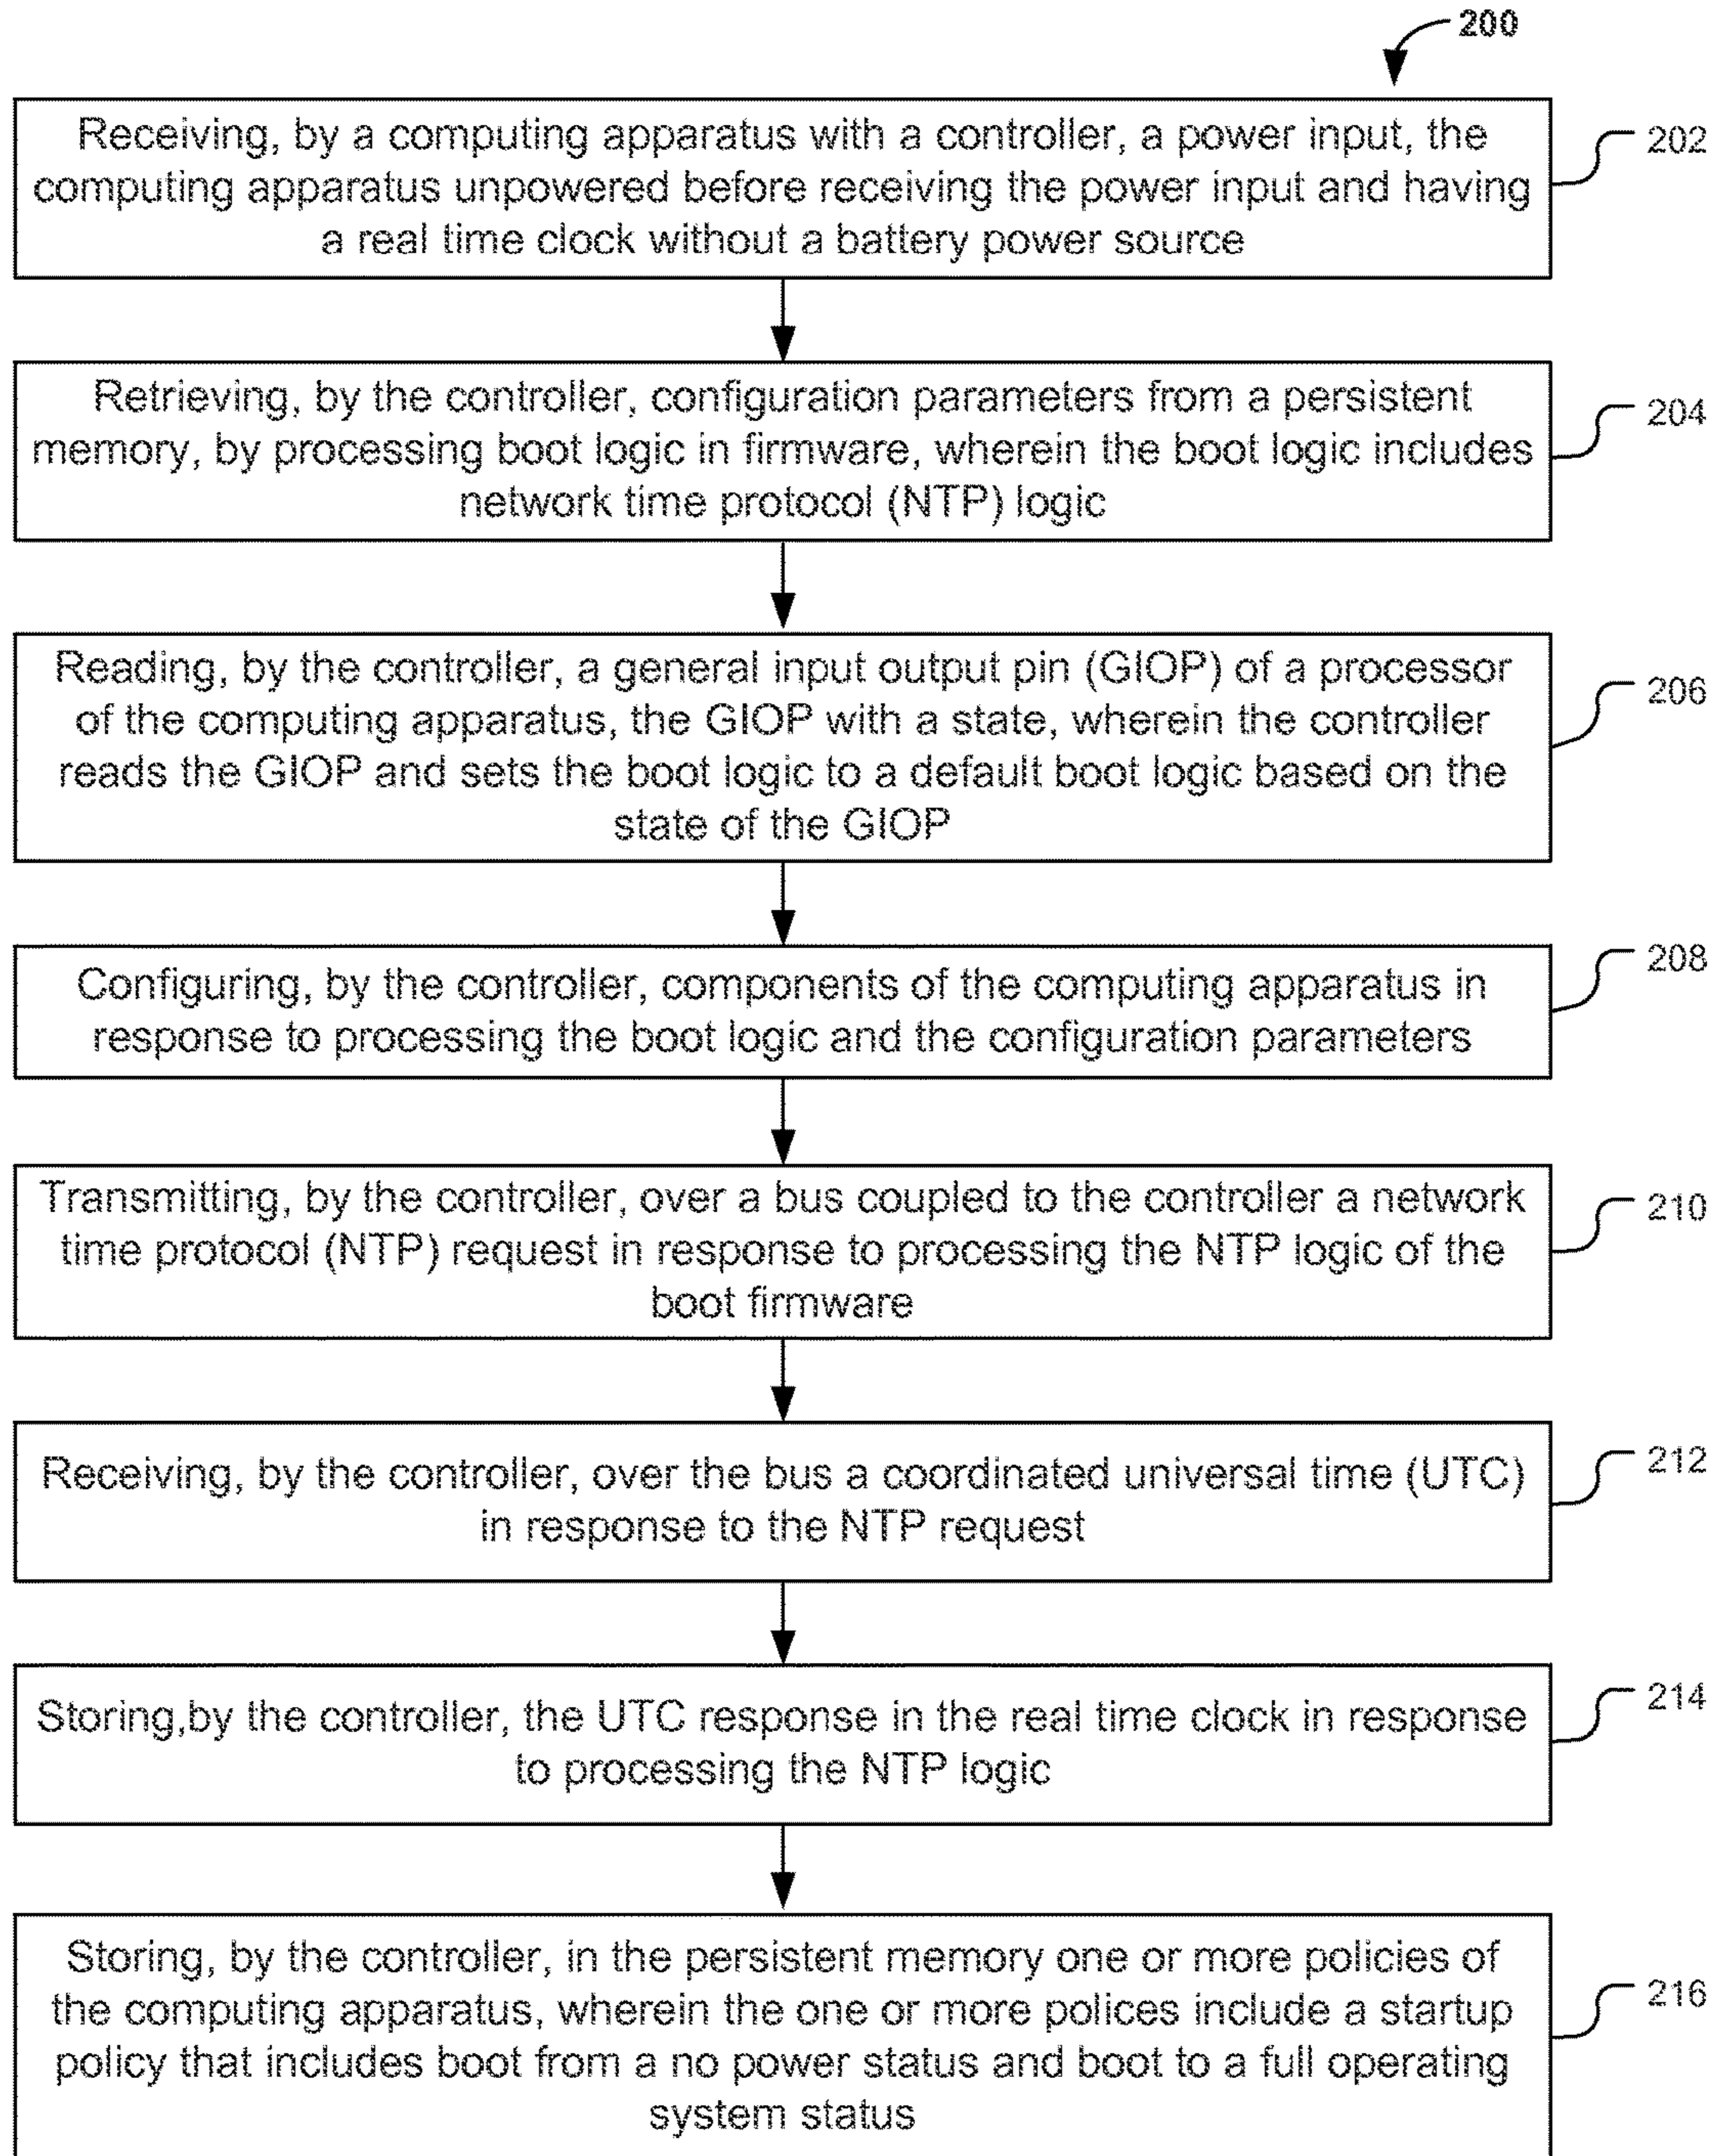 200
Receiving, by a computing apparatus with a controller, a power input, the
computing apparatus unpowered before receiving the power input and having
a real time clock without a battery power source
202
Retrieving, by the controller, configuration parameters from a persistent
memory, by processing boot logic in firmware, wherein the boot logic includes
network time protocol (NTP) logic
204
Reading, by the controller, a general input output pin (GIOP) of a processor
of the computing apparatus, the GIOP with a state, wherein the controller
reads the GIOP and sets the boot logic to a default boot logic based on the
state of the GIOP
206
Configuring, by the controller, components of the computing apparatus in
response to processing the boot logic and the configuration parameters
208
Transmitting, by the controller, over a bus coupled to the controller a network
time protocol (NTP) request in response to processing the NTP logic of the
boot firmware
210
Receiving, by the controller, over the bus a coordinated universal time (UTC)
in response to the NTP request
212
Storing,by the controller, the UTC response in the real time clock in response
to processing the NTP logic
214
Storing, by the controller, in the persistent memory one or more policies of
the computing apparatus, wherein the one or more polices include a startup
policy that includes boot from a no power status and boot to a full operating
system status
216